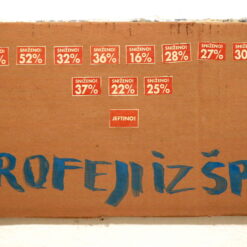 SNIŽENO! SNIŽENO! SNIŽENO! SNIŽENO! SNIŽENO! SNIŽENO!
52% 32% 36% 16% 28% 27% 30
SNIŽENO! SNIŽENO! SNIŽENO!
37% 22% 25%
JEFTINO!
ROFEJI IZ ŠP